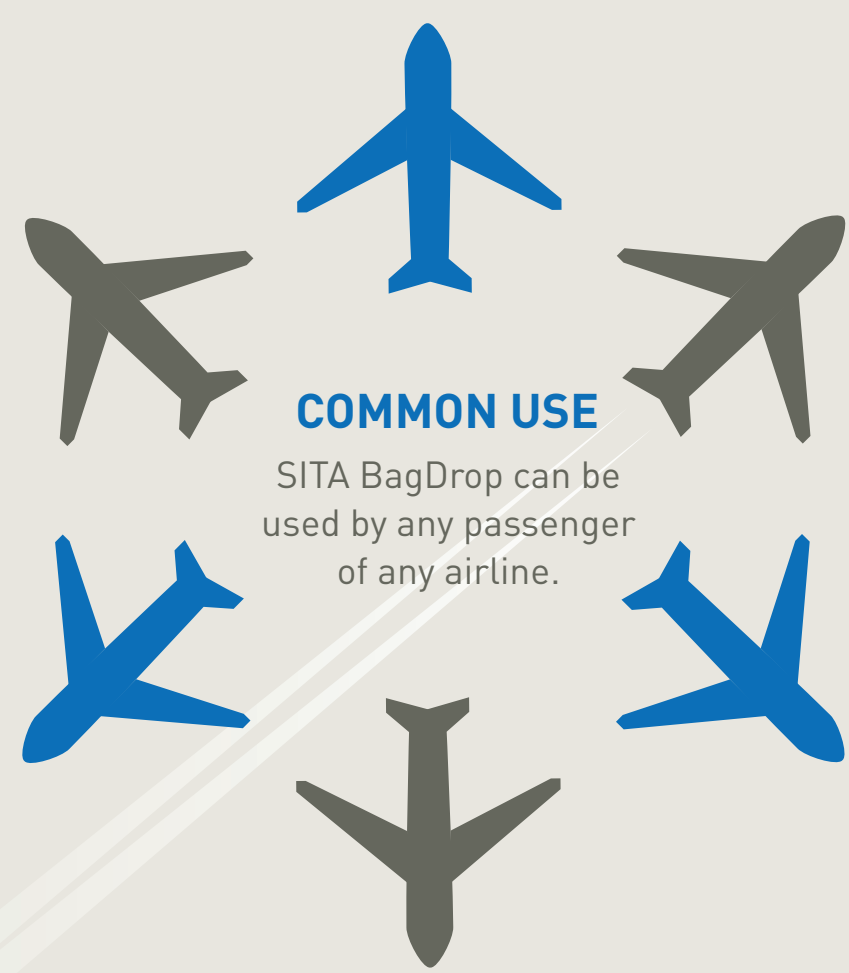 COMMON USE
SITA BagDrop can be
used by any passenger
of any airline.